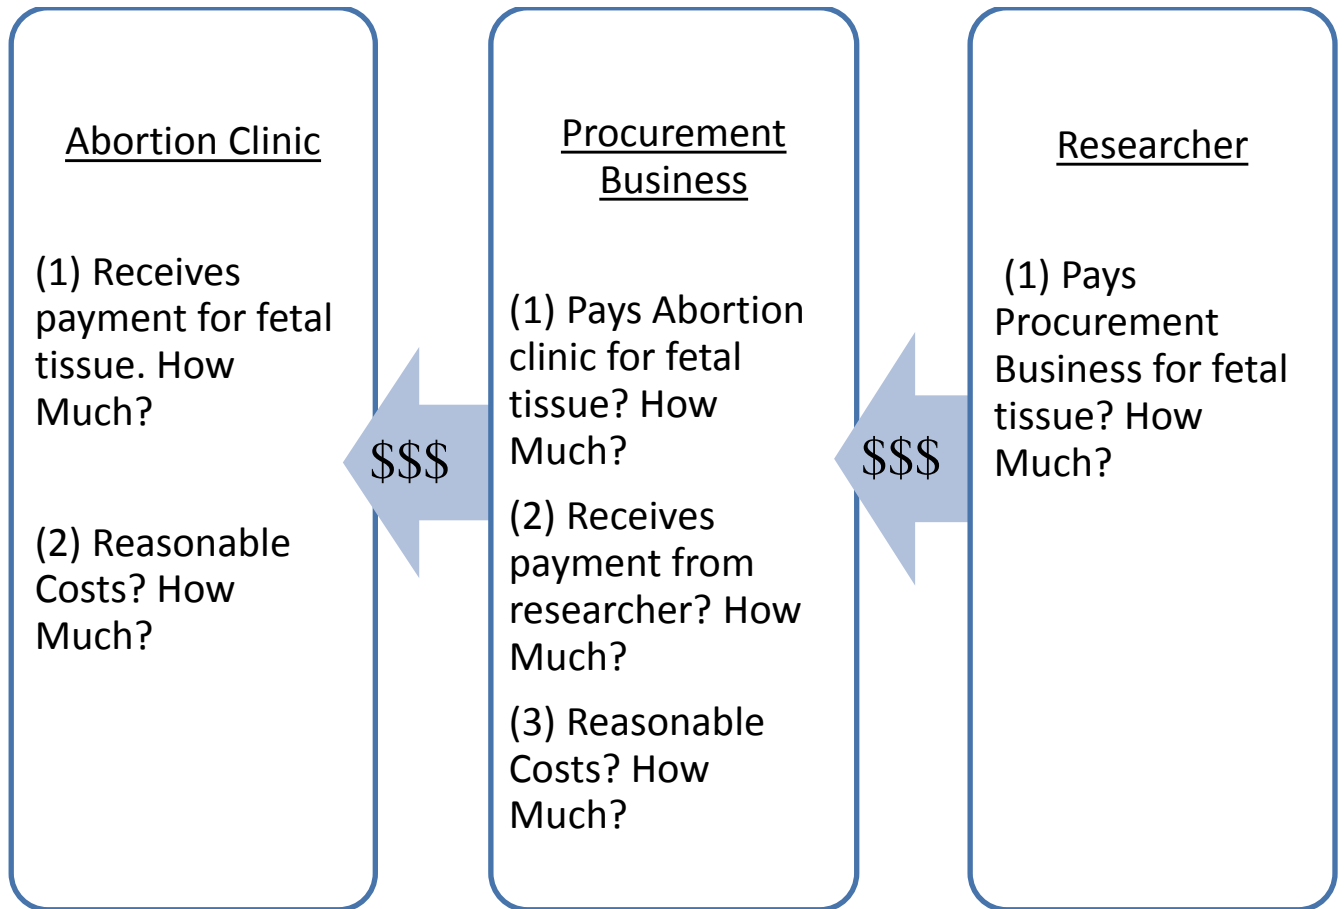 Abortion Clinic
(1) Receives
payment for fetal
tissue. How
Much?
(2) Reasonable
Costs? How
Much?
$$$
Procurement
Business
(1) Pays Abortion
clinic for fetal
tissue? How
Much?
(2) Receives
payment from
researcher? How
Much?
(3) Reasonable
Costs? How
Much?
$$$
Researcher
(1) Pays
Procurement
Business for fetal
tissue? How
Much?